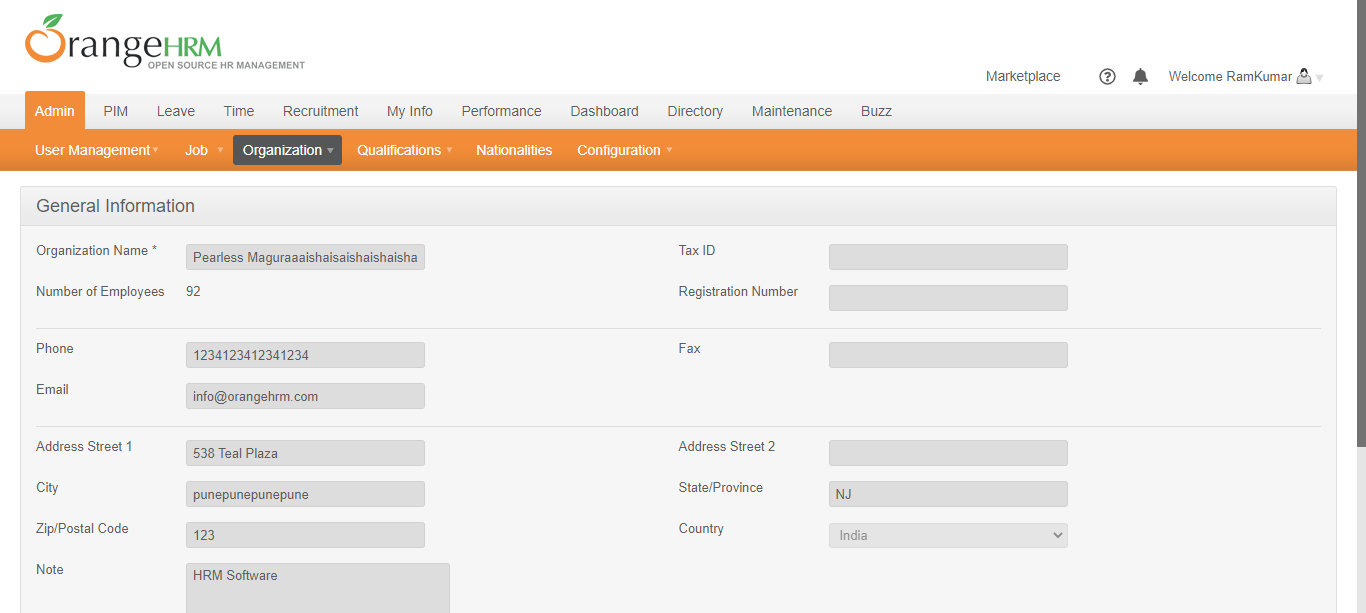 OrangeHRM
OPEN SOURCE HR MANAGEMENT
Marketplace ? Welcome RamKumar
Admin PIM Leave Time Recruitment My Info Performance Dashboard Directory Maintenance Buzz
User Management Job Organization Qualifications Nationalities Configuration
General Information
Organization Name * Pearless Maguraaaishaisaishaishaisha Tax ID
Number of Employees 92 Registration Number
Phone 1234123412341234 Fax
Email info@orangehrm.com
Address Street 1 538 Teal Plaza Address Street 2
City punepunepunepune State/Province NJ
Zip/Postal Code 123 Country India
Note HRM Software